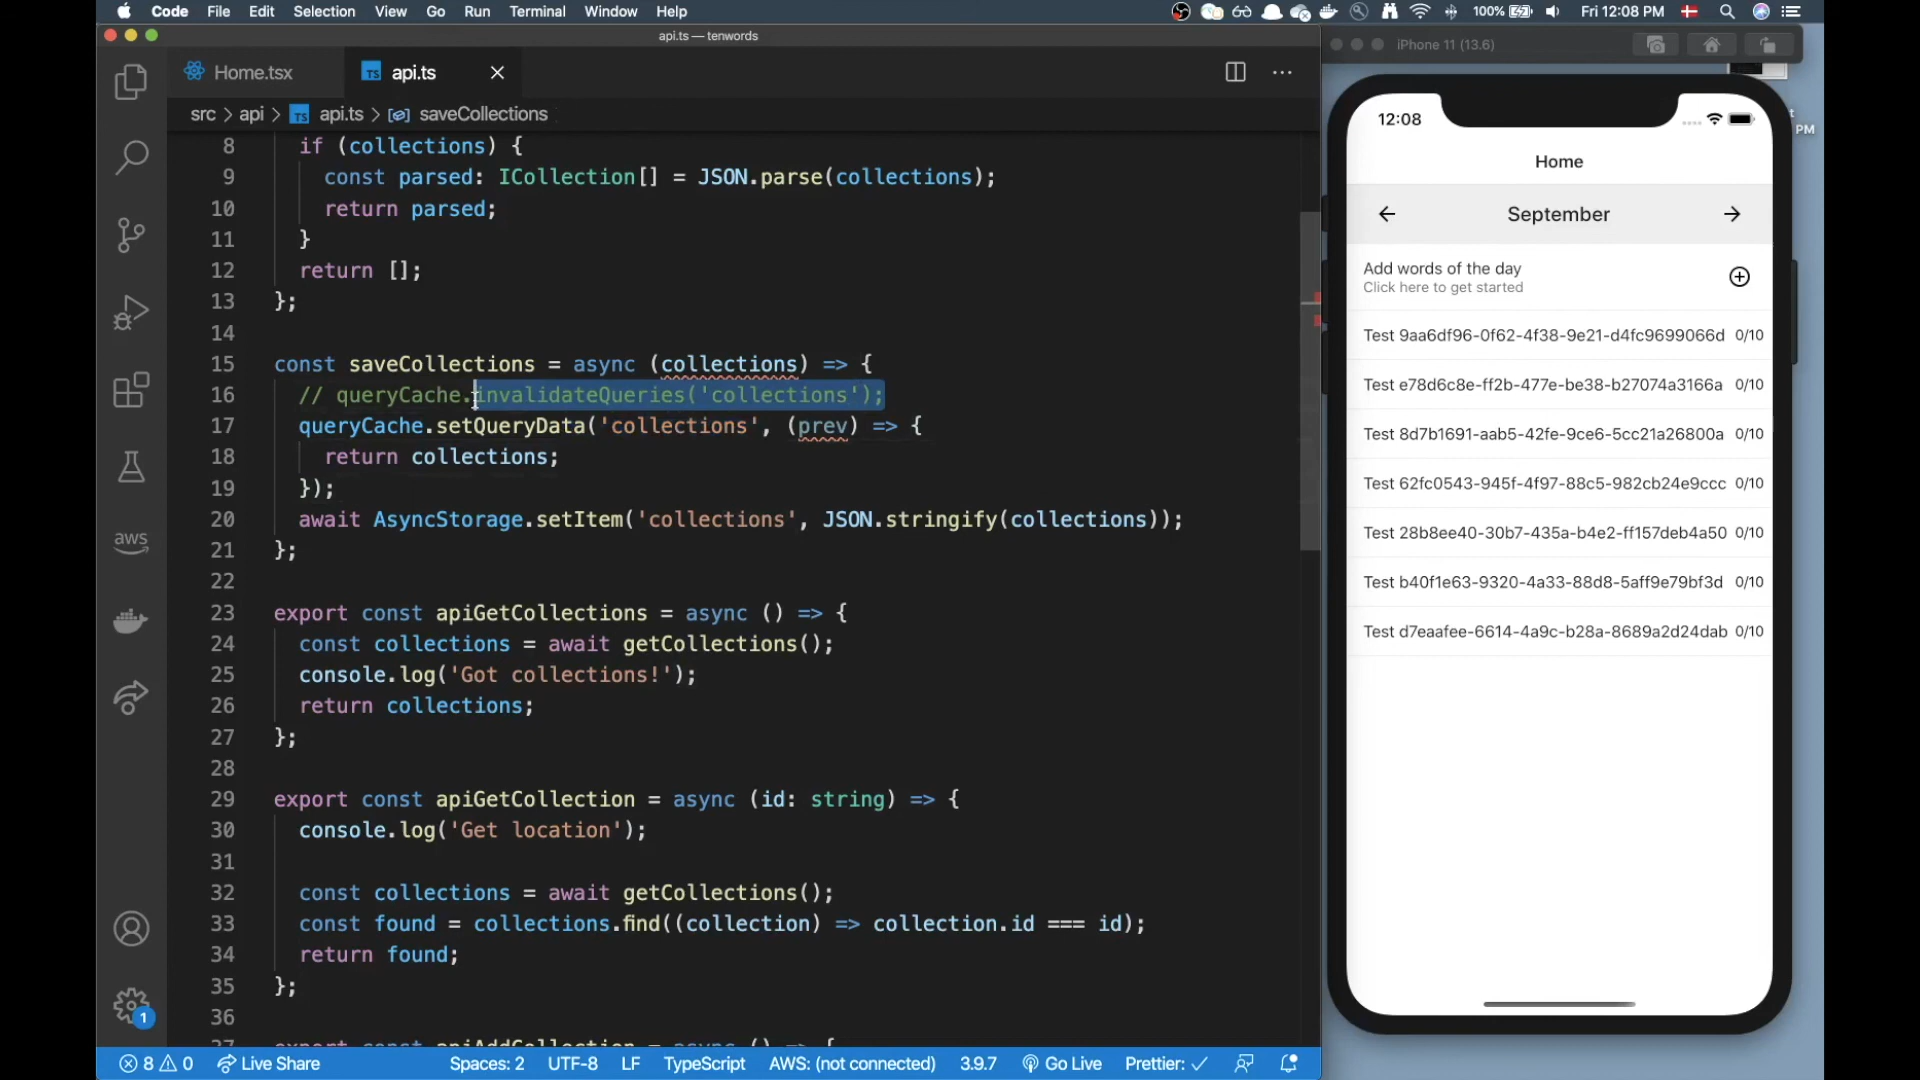 Code File Edit Selection View Go Run Terminal Window Help
100% Fri 12:08 PM
api.ts — tenwords
Home.tsx
TS api.ts
src > api > TS api.ts > saveCollections
8 if (collections) {
9 const parsed: ICollection[] = JSON.parse(collections);
10 return parsed;
11 }
12 return [];
13 };
14
15 const saveCollections = async (collections) => {
16 // queryCache.invalidateQueries('collections');
17 queryCache.setQueryData('collections', (prev) => {
18 return collections;
19 });
20 await AsyncStorage.setItem('collections', JSON.stringify(collections));
21 };
22
23 export const apiGetCollections = async () => {
24 const collections = await getCollections();
25 console.log('Got collections!');
26 return collections;
27 };
28
29 export const apiGetCollection = async (id: string) => {
30 console.log('Get location');
31
32 const collections = await getCollections();
33 const found = collections.find((collection) => collection.id === id);
34 return found;
35 };
36
37 export const apiAddCollection = async () => {
aws
1
8 0 Live Share Spaces: 2 UTF-8 LF TypeScript AWS: (not connected) 3.9.7 Go Live Prettier: ✓
iPhone 11 (13.6)
PM
12:08
Home
September
Add words of the day
Click here to get started
Test 9aa6df96-0f62-4f38-9e21-d4fc9699066d 0/10
Test e78d6c8e-ff2b-477e-be38-b27074a3166a 0/10
Test 8d7b1691-aab5-42fe-9ce6-5cc21a26800a 0/10
Test 62fc0543-945f-4f97-88c5-982cb24e9ccc 0/10
Test 28b8ee40-30b7-435a-b4e2-ff157deb4a50 0/10
Test b40f1e63-9320-4a33-88d8-5aff9e79bf3d 0/10
Test d7eaafee-6614-4a9c-b28a-8689a2d24dab 0/10